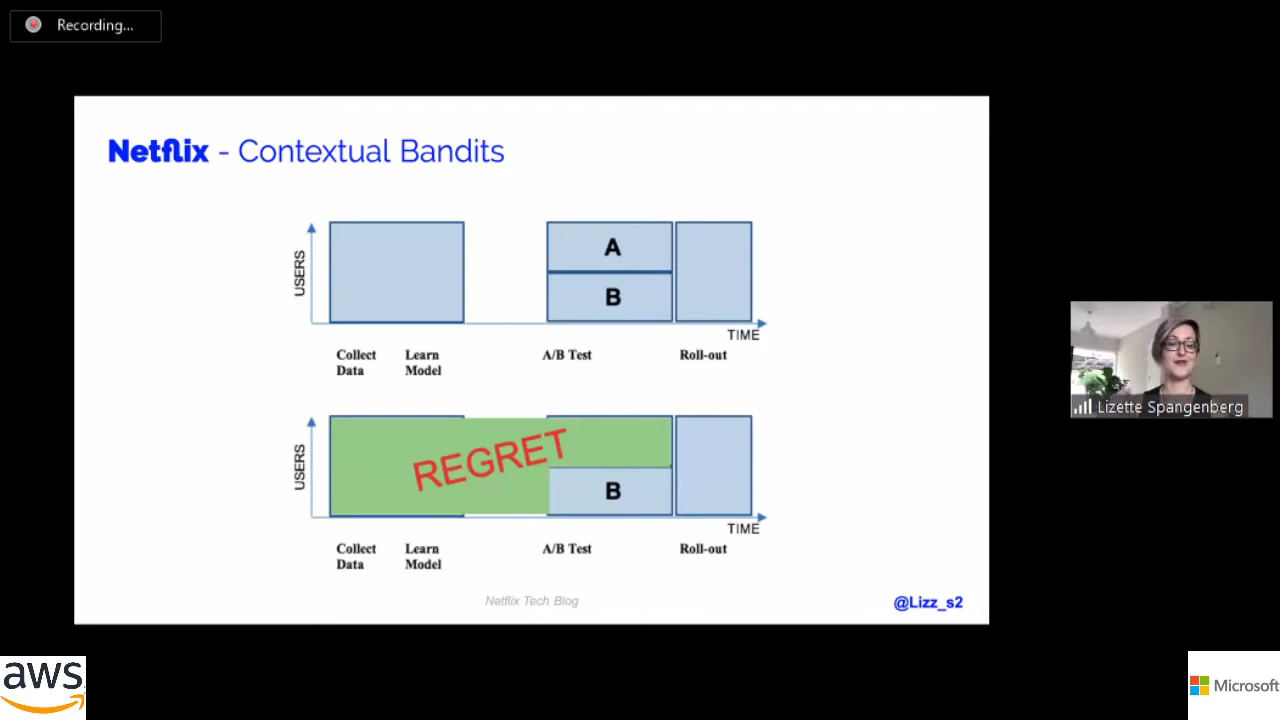 Recording...
Netflix - Contextual Bandits
USERS
A
B
TIME
Collect Data
Learn Model
A/B Test
Roll-out
USERS
REGRET
B
TIME
Collect Data
Learn Model
A/B Test
Roll-out
Netflix Tech Blog
@Lizz_s2
Lizette Spangenberg
aws
Microsoft